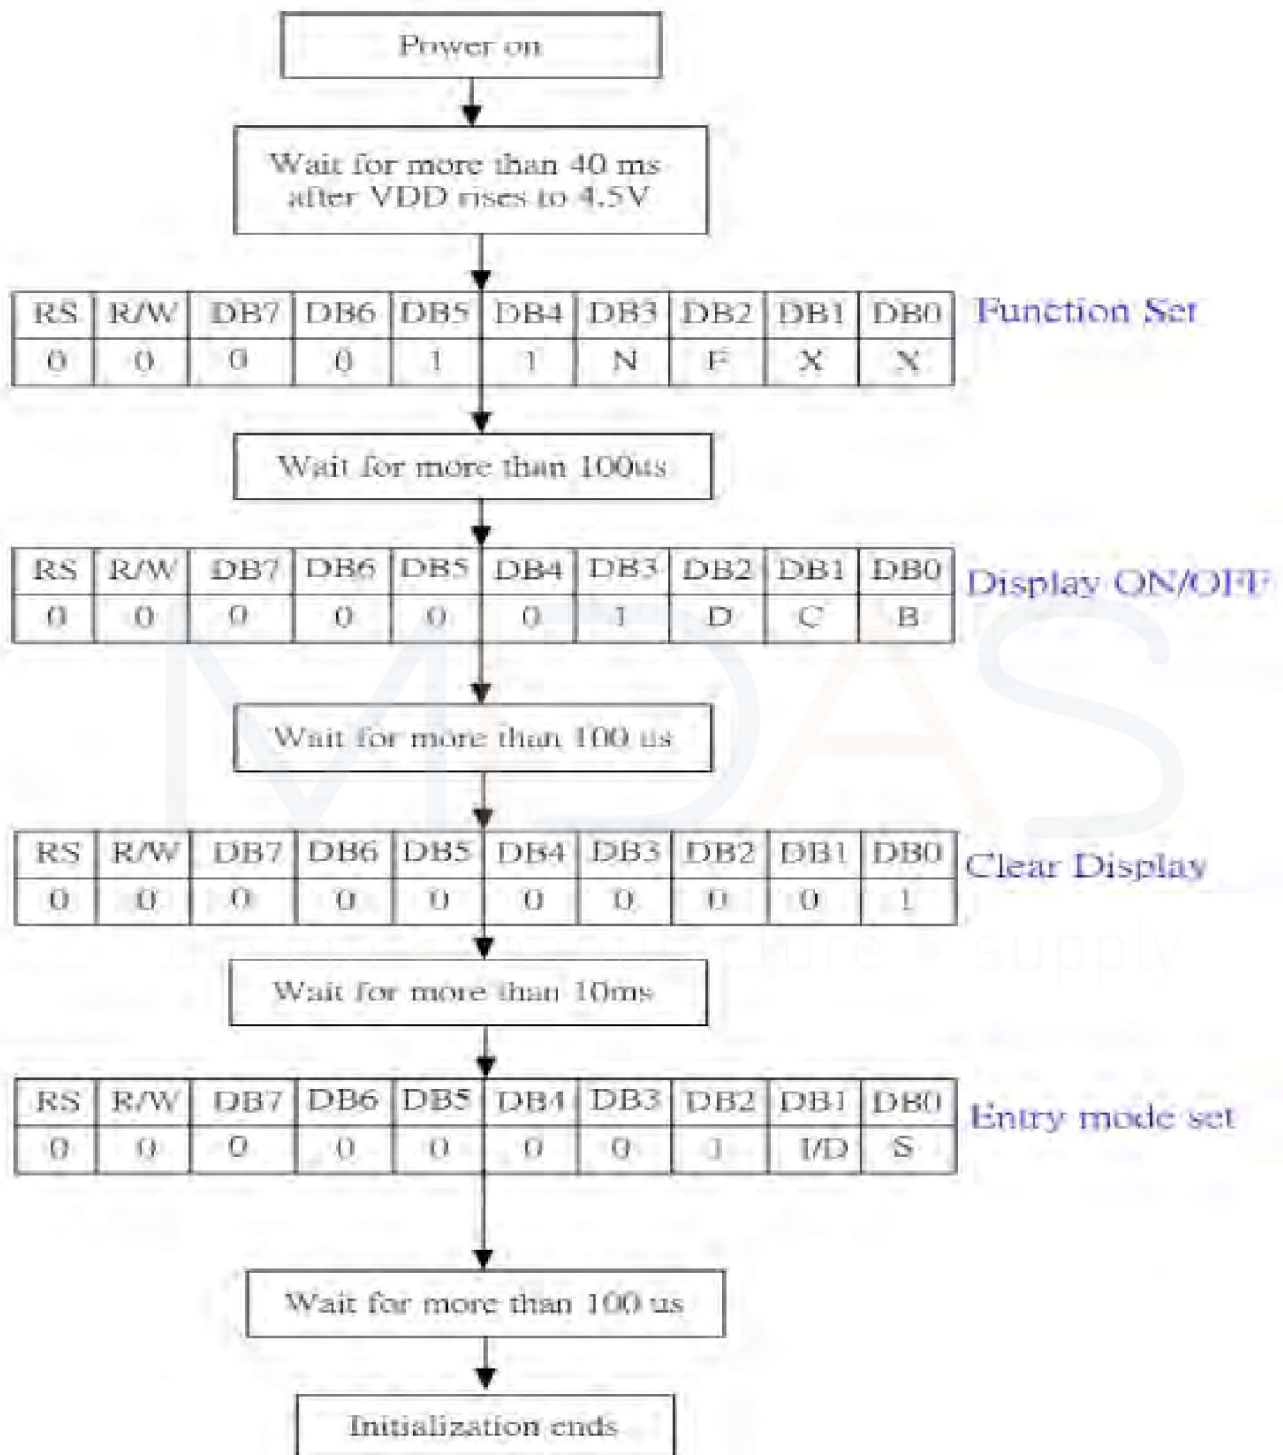 Power on
Wait for more than 40 ms
after VDD rises to 4.5V
RS R/W DB7 DB6 DB5 DB4 DB3 DB2 DB1 DB0 Function Set
0 0 0 0 1 1 N F X X
Wait for more than 100us
RS R/W DB7 DB6 DB5 DB4 DB3 DB2 DB1 DB0 Display ON/OFF
0 0 0 0 0 0 1 D C B
Wait for more than 100 us
MIDAS
RS R/W DB7 DB6 DB5 DB4 DB3 DB2 DB1 DB0 Clear Display
0 0 0 0 0 0 0 0 0 1
design • manufacture • supply
Wait for more than 10ms
RS R/W DB7 DB6 DB5 DB4 DB3 DB2 DB1 DB0 Entry mode set
0 0 0 0 0 0 0 1 I/D S
Wait for more than 100 us
Initialization ends